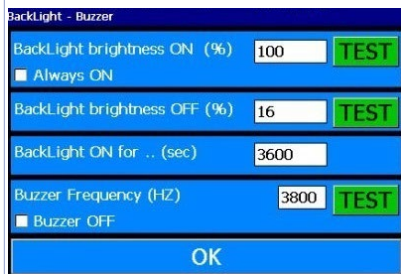 BackLight - Buzzer
BackLight brightness ON (%) 100 TEST
Always ON
BackLight brightness OFF (%) 16 TEST
BackLight ON for .. (sec) 3600
Buzzer Frequency (HZ) 3800 TEST
Buzzer OFF
OK